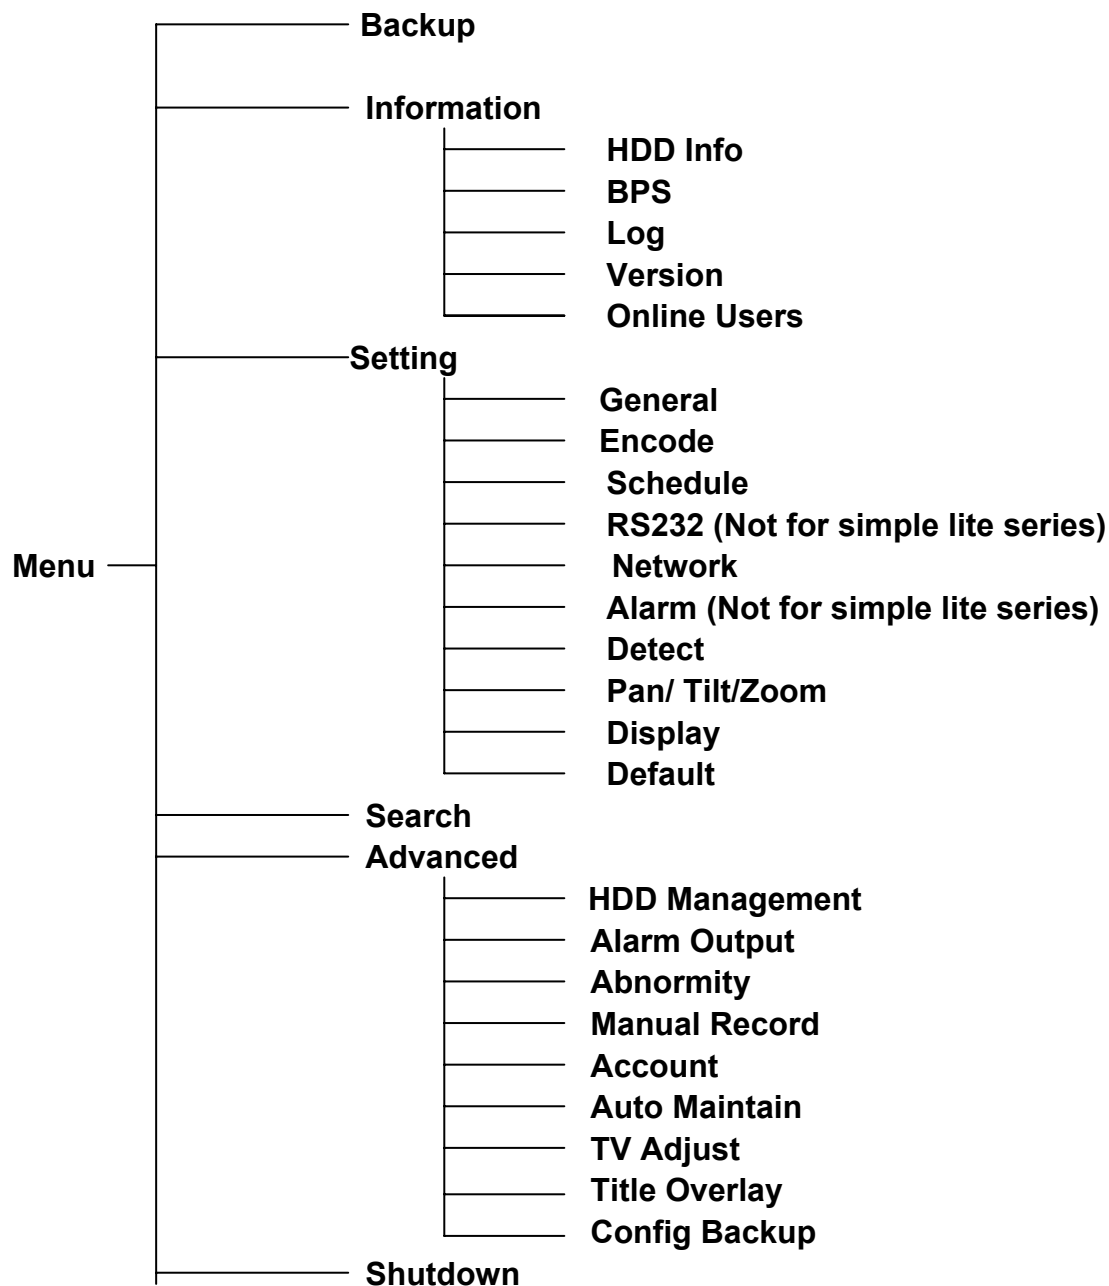 Backup
Information
HDD Info
BPS
Log
Version
Online Users
Setting
General
Encode
Schedule
RS232 (Not for simple lite series)
Menu
Network
Alarm (Not for simple lite series)
Detect
Pan/ Tilt/Zoom
Display
Default
Search
Advanced
HDD Management
Alarm Output
Abnormity
Manual Record
Account
Auto Maintain
TV Adjust
Title Overlay
Config Backup
Shutdown